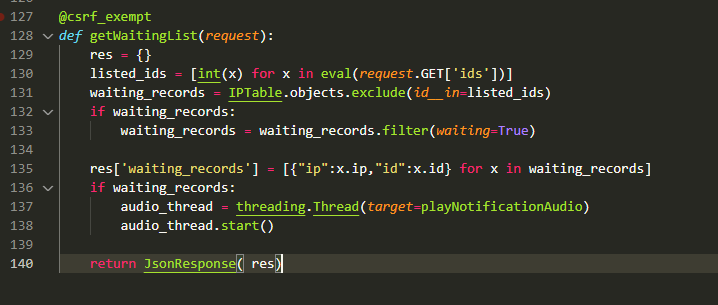 127 @csrf_exempt
128 def getWaitingList(request):
129 res = {}
130 listed_ids = [int(x) for x in eval(request.GET['ids'])]
131 waiting_records = IPTable.objects.exclude(id__in=listed_ids)
132 if waiting_records:
133 waiting_records = waiting_records.filter(waiting=True)
134
135 res['waiting_records'] = [{"ip":x.ip,"id":x.id} for x in waiting_records]
136 if waiting_records:
137 audio_thread = threading.Thread(target=playNotificationAudio)
138 audio_thread.start()
139
140 return JsonResponse( res)